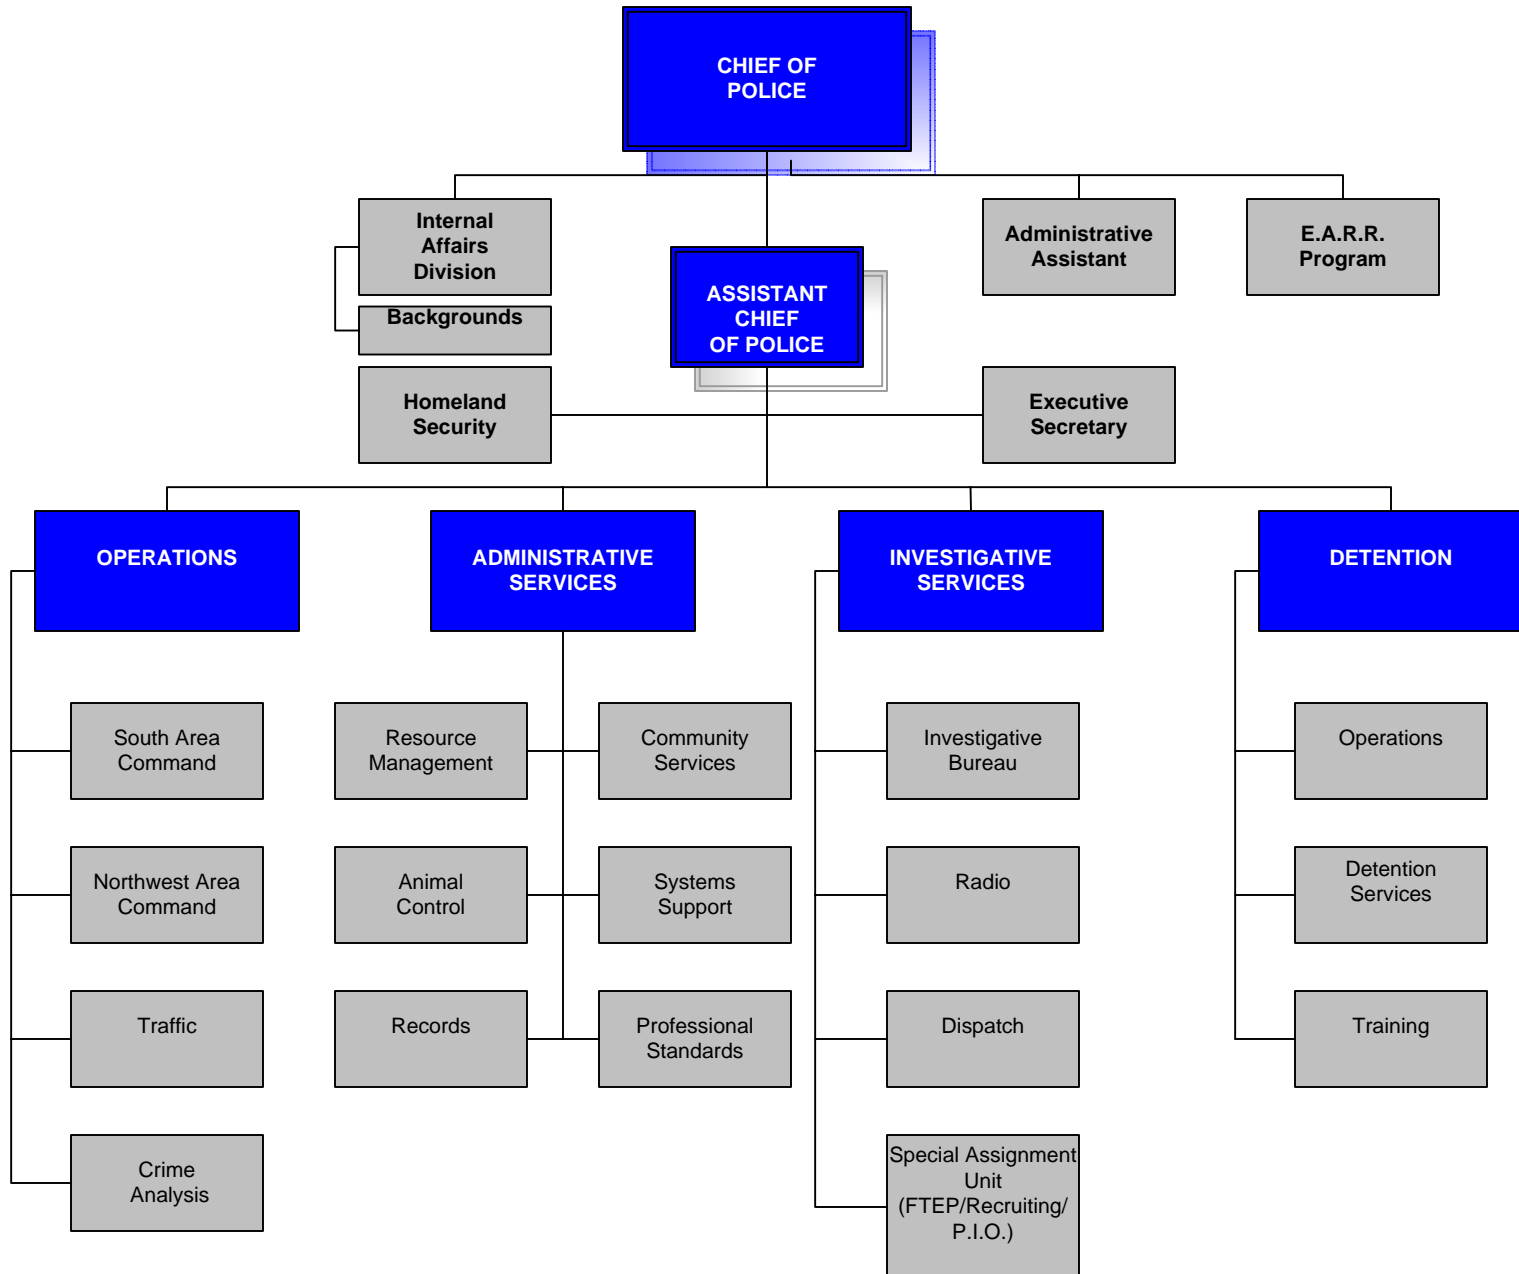 CHIEF OF
POLICE
Internal
Affairs
Division
Administrative
Assistant
E.A.R.R.
Program
Backgrounds
ASSISTANT
CHIEF
OF POLICE
Homeland
Security
Executive
Secretary
OPERATIONS
ADMINISTRATIVE
SERVICES
INVESTIGATIVE
SERVICES
DETENTION
South Area
Command
Resource
Management
Community
Services
Investigative
Bureau
Operations
Northwest Area
Command
Animal
Control
Systems
Support
Radio
Detention
Services
Traffic
Records
Professional
Standards
Dispatch
Training
Crime
Analysis
Special Assignment
Unit
(FTEP/Recruiting/
P.I.O.)